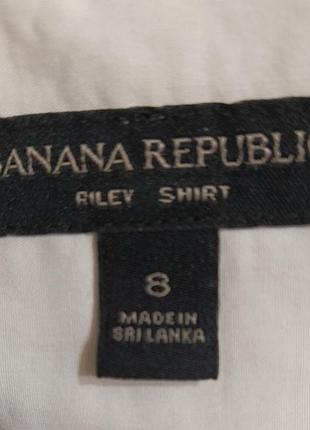 BANANA REPUBLIC
RILEY SHIRT
8
MADE IN
SRI LANKA